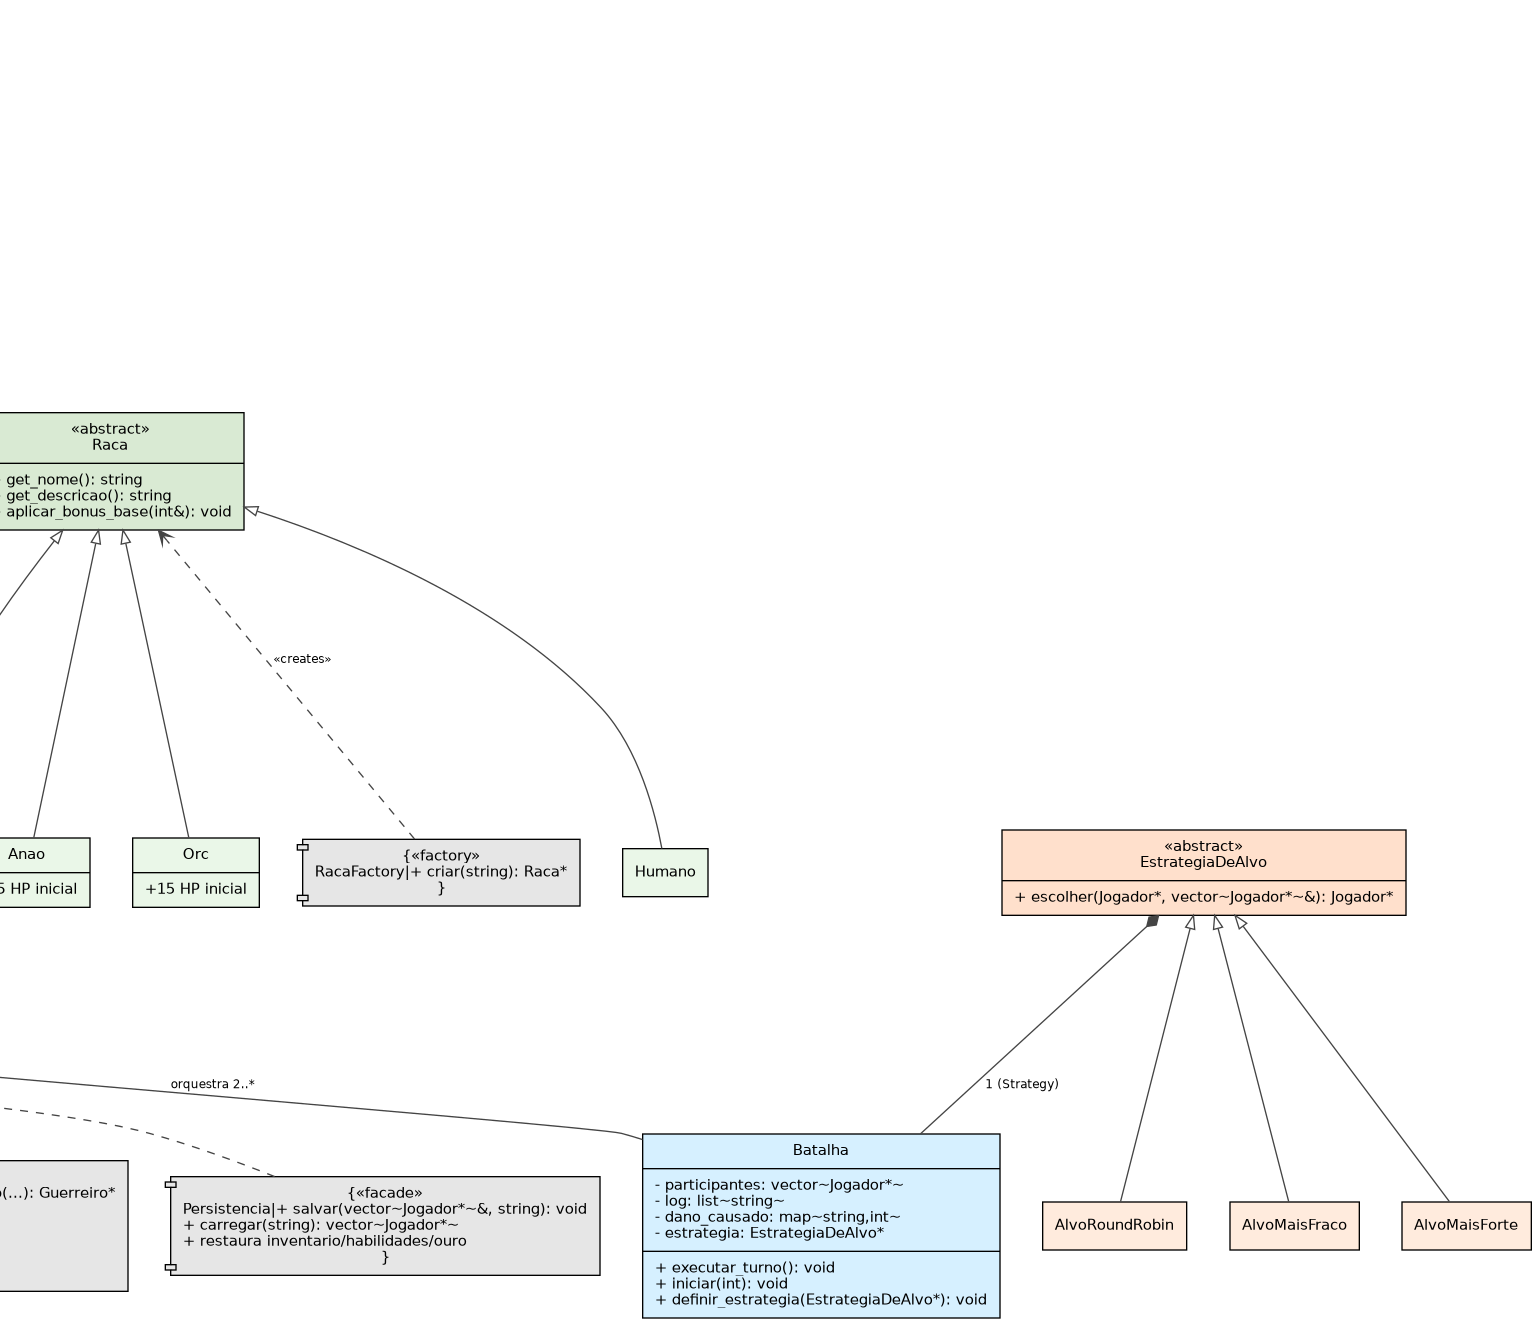 «abstract»
Raca
get_nome(): string
get_descricao(): string
aplicar_bonus_base(int&): void
«creates»
Anao
5 HP inicial
Orc
+15 HP inicial
{«factory»
RacaFactory|+ criar(string): Raca*
}
Humano
«abstract»
EstrategiaDeAlvo
+ escolher(Jogador*, vector~Jogador*~&): Jogador*
orquestra 2..*
1 (Strategy)
(...): Guerreiro*
{«facade»
Persistencia|+ salvar(vector~Jogador*~&, string): void
+ carregar(string): vector~Jogador*~
+ restaura inventario/habilidades/ouro
}
Batalha
- participantes: vector~Jogador*~
- log: list~string~
- dano_causado: map~string,int~
- estrategia: EstrategiaDeAlvo*
+ executar_turno(): void
+ iniciar(int): void
+ definir_estrategia(EstrategiaDeAlvo*): void
AlvoRoundRobin
AlvoMaisFraco
AlvoMaisForte